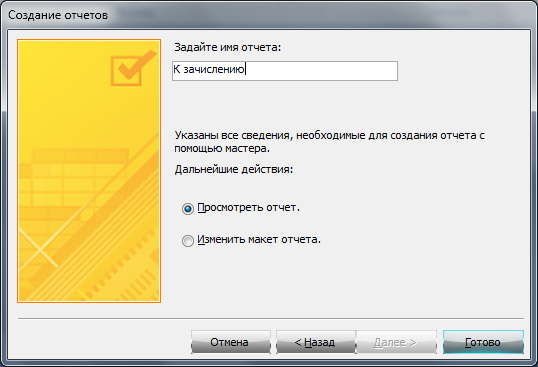 Создание отчетов
Задайте имя отчета:
К зачислению
Указаны все сведения, необходимые для создания отчета с
помощью мастера.
Дальнейшие действия:
Просмотреть отчет.
Изменить макет отчета.
Отмена
< Назад
Далее >
Готово